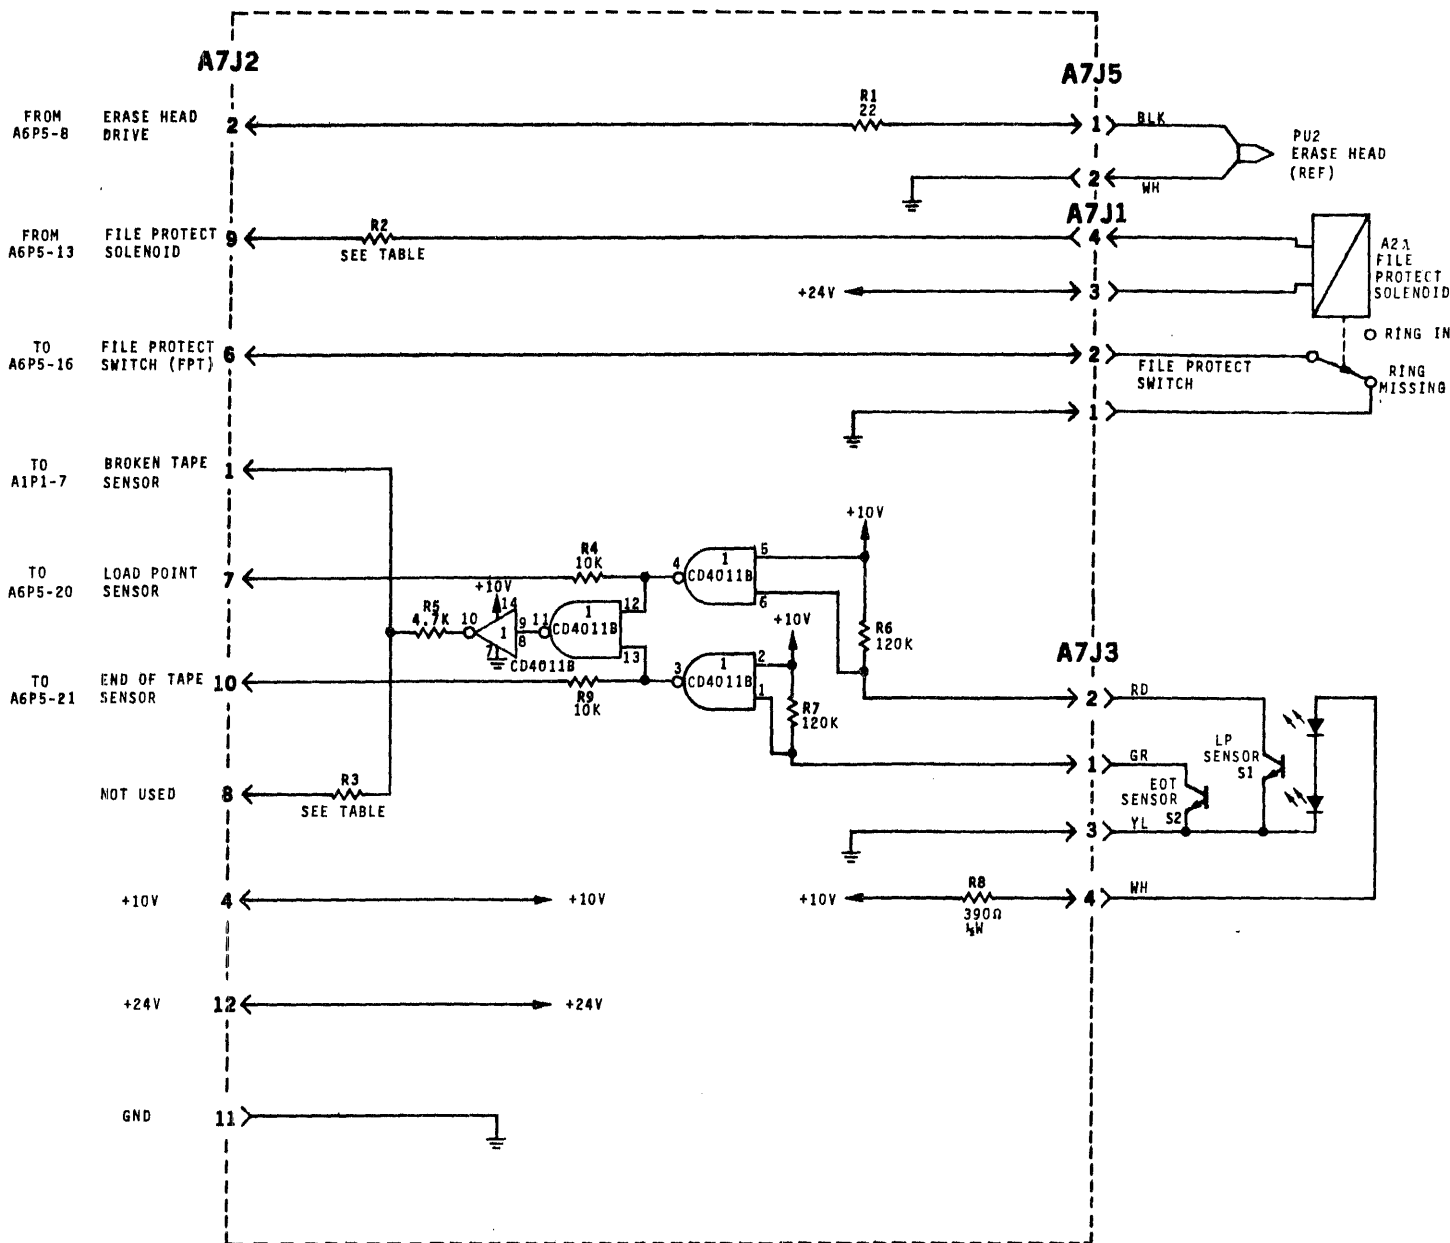 A7J2
A7J5
FROM
A6P5-8
ERASE HEAD
DRIVE
2
R1
22
1
BLK
PU2
ERASE HEAD
(REF)
2
WH
A7J1
FROM
A6P5-13
FILE PROTECT
SOLENOID
9
R2
SEE TABLE
4
FILE
PROTECT
SOLENOID
+24V
3
RING IN
TO
A6P5-16
FILE PROTECT
SWITCH (FPT)
6
2
FILE PROTECT
SWITCH
RING
MISSING
1
TO
A1P1-7
BROKEN TAPE
SENSOR
1
+10V
TO
A6P5-20
LOAD POINT
SENSOR
7
R4
10K
4
1
CD4011B
5
6
R5
4.7K
10
+10V
14
1
7
9
8
CD4011B
11
1
CD4011B
12
13
+10V
R6
120K
A7J3
TO
A6P5-21
END OF TAPE
SENSOR
10
R9
10K
3
1
CD4011B
2
1
R7
120K
2
RD
1
GR
LP
SENSOR
S1
EOT
SENSOR
S2
NOT USED
8
R3
SEE TABLE
3
YL
+10V
4
+10V
+10V
R8
390Ω
½W
4
WH
+24V
12
+24V
GND
11